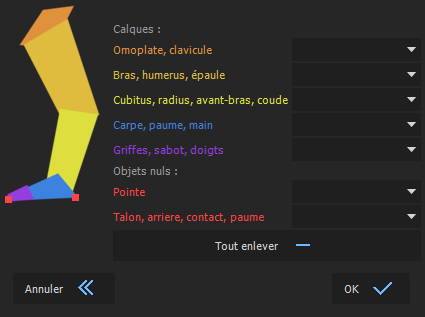 Calques :
Omoplate, clavicule
Bras, humerus, épaule
Cubitus, radius, avant-bras, coude
Carpe, paume, main
Griffes, sabot, doigts
Objets nuls :
Pointe
Talon, arriere, contact, paume
Tout enlever
Annuler
OK